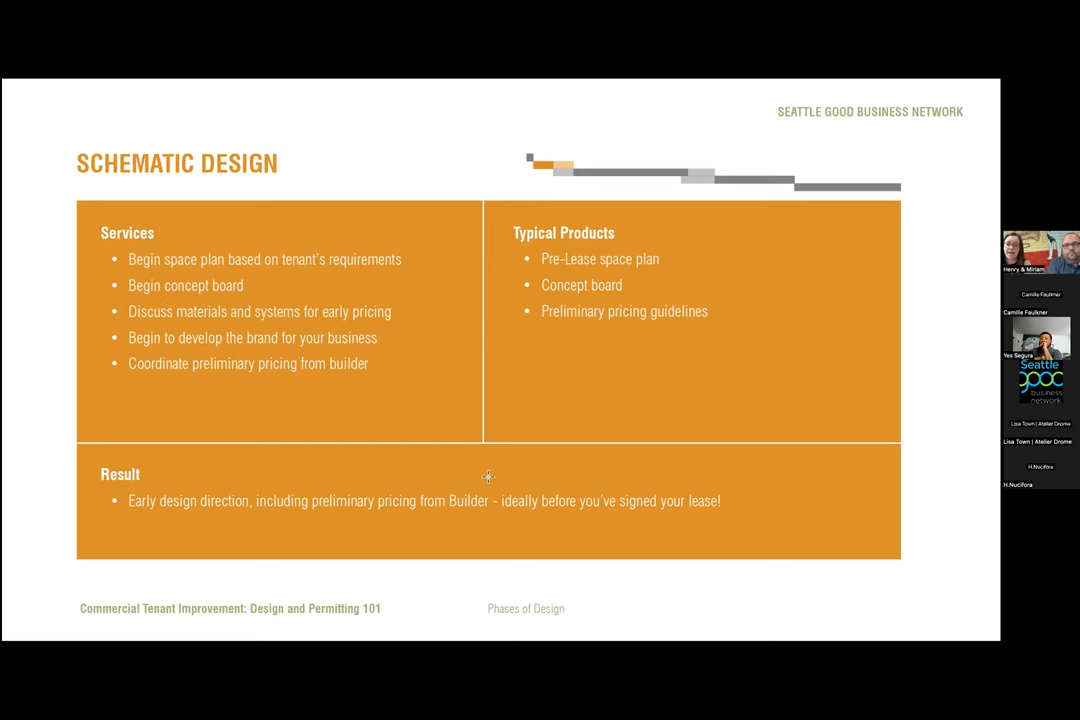 SEATTLE GOOD BUSINESS NETWORK
SCHEMATIC DESIGN
Services
• Begin space plan based on tenant's requirements
• Begin concept board
• Discuss materials and systems for early pricing
• Begin to develop the brand for your business
• Coordinate preliminary pricing from builder
Typical Products
• Pre-Lease space plan
• Concept board
• Preliminary pricing guidelines
Result
• Early design direction, including preliminary pricing from Builder - ideally before you've signed your lease!
Commercial Tenant Improvement: Design and Permitting 101
Phases of Design
Henry & Miriam
Camille Faulkner
Camille Faulkner
Yes Segura
Seattle
good
business
network
Lisa Town | Atelier Drome
Lisa Town | Atelier Drome
H.Nucifora
H.Nucifora